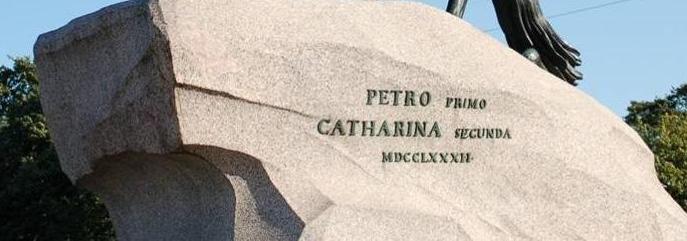 PETRO PRIMO
CATHARINA SECUNDA
MDCCLXXXII·